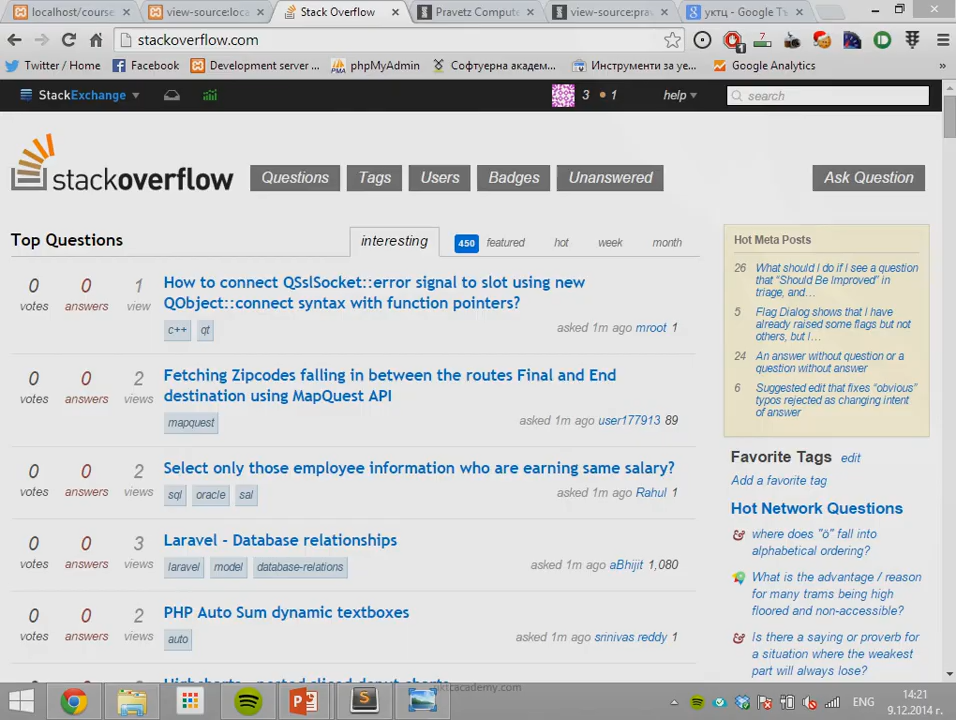 localhost/course
view-source:loca
Stack Overflow
Pravetz Compute
view-source:prav
уктц - Google Тъ
stackoverflow.com
Twitter / Home
Facebook
Development server ...
phpMyAdmin
Софтуерна академ...
Инструменти за уе...
Google Analytics
»
StackExchange
3 • 1
help
search
stackoverflow
Questions
Tags
Users
Badges
Unanswered
Ask Question
Top Questions
interesting
450 featured
hot
week
month
0 votes
0 answers
1 view
How to connect QSslSocket::error signal to slot using new
QObject::connect syntax with function pointers?
c++ qt
asked 1m ago mroot 1
0 votes
0 answers
2 views
Fetching Zipcodes falling in between the routes Final and End
destination using MapQuest API
mapquest
asked 1m ago user177913 89
0 votes
0 answers
2 views
Select only those employee information who are earning same salary?
sql oracle sal
asked 1m ago Rahul 1
0 votes
0 answers
3 views
Laravel - Database relationships
laravel model database-relations
asked 1m ago aBhijit 1,080
0 votes
0 answers
2 views
PHP Auto Sum dynamic textboxes
auto
asked 1m ago srinivas reddy 1
Hot Meta Posts
26 What should I do if I see a question
that “Should Be Improved” in
triage, and…
5 Flag Dialog shows that I have
already raised some flags but not
others, but I…
24 An answer without question or a
question without answer
6 Suggested edit that fixes “obvious”
typos rejected as changing intent
of answer
Favorite Tags edit
Add a favorite tag
Hot Network Questions
where does "ö" fall into
alphabetical ordering?
What is the advantage / reason
for many trams being high
floored and non-accessible?
Is there a saying or proverb for
a situation where the weakest
part will always lose?
ENG
14:21
9.12.2014 г.